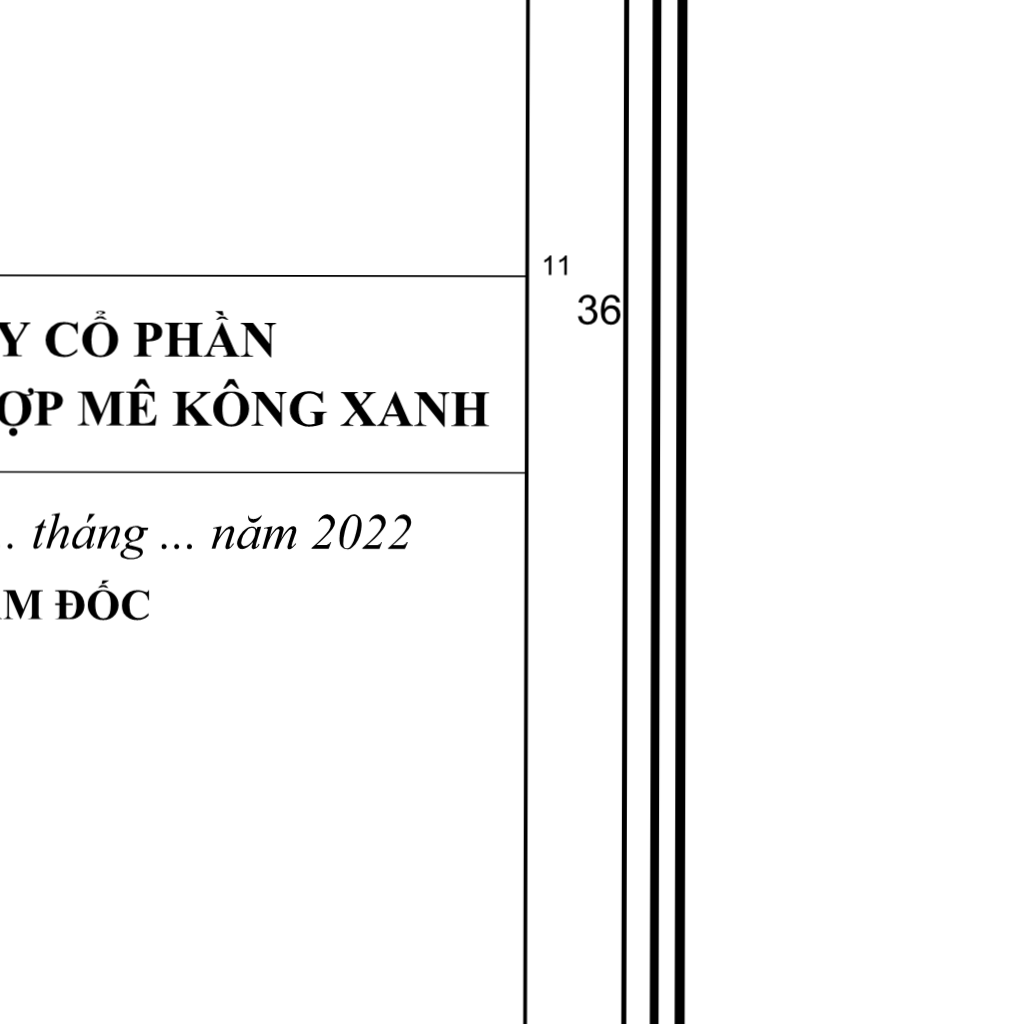 11
36
Y CỔ PHẦN
ỢP MÊ KÔNG XANH
. tháng ... năm 2022
M ĐỐC